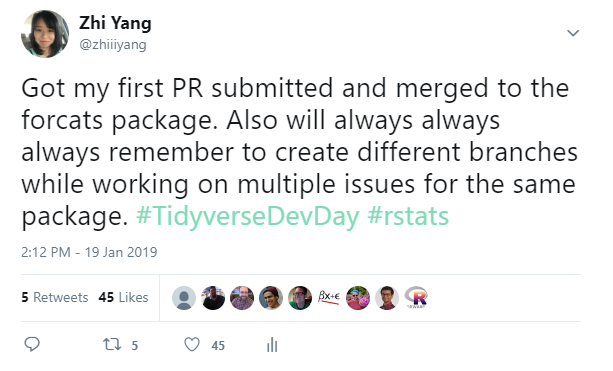 Zhi Yang
@zhiiiyang
Got my first PR submitted and merged to the
forcats package. Also will always always
always remember to create different branches
while working on multiple issues for the same
package. #TidyverseDevDay #rstats
2:12 PM - 19 Jan 2019
5 Retweets 45 Likes
βX+ϵ
R
5 45